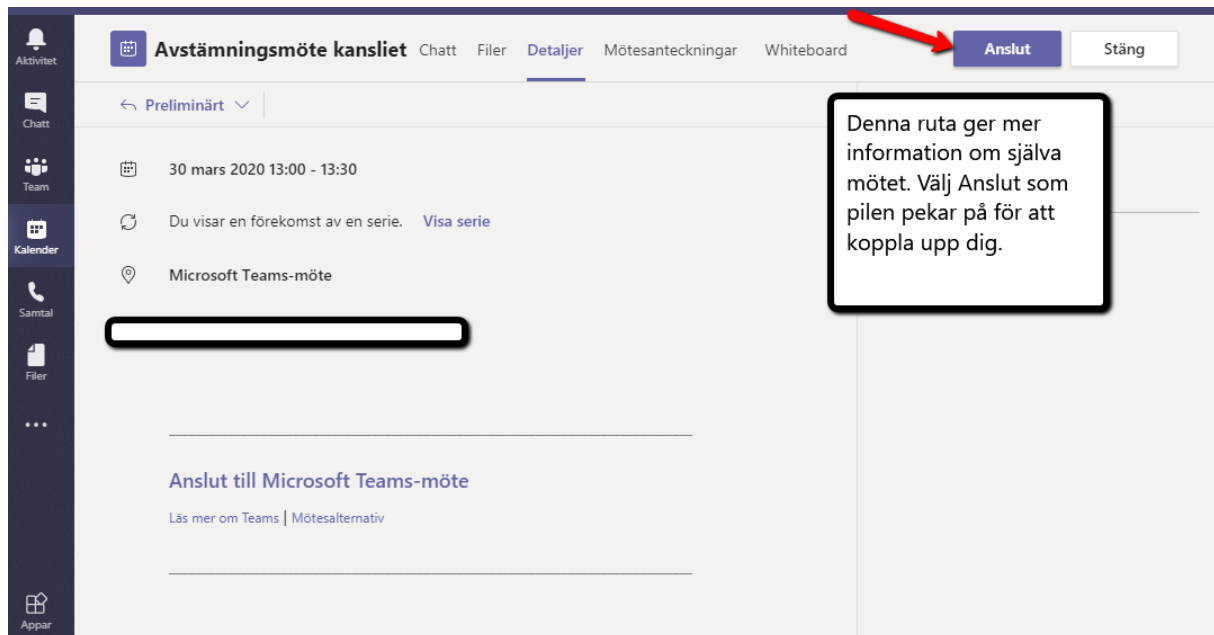 Aktivitet
Chatt
Team
Kalender
Samtal
Filer
Appar
Avstämningsmöte kansliet Chatt Filer Detaljer Mötesanteckningar Whiteboard Anslut Stäng
Preliminärt
30 mars 2020 13:00 - 13:30
Du visar en förekomst av en serie. Visa serie
Microsoft Teams-möte
Anslut till Microsoft Teams-möte
Läs mer om Teams | Mötesalternativ
Denna ruta ger mer
information om själva
mötet. Välj Anslut som
pilen pekar på för att
koppla upp dig.